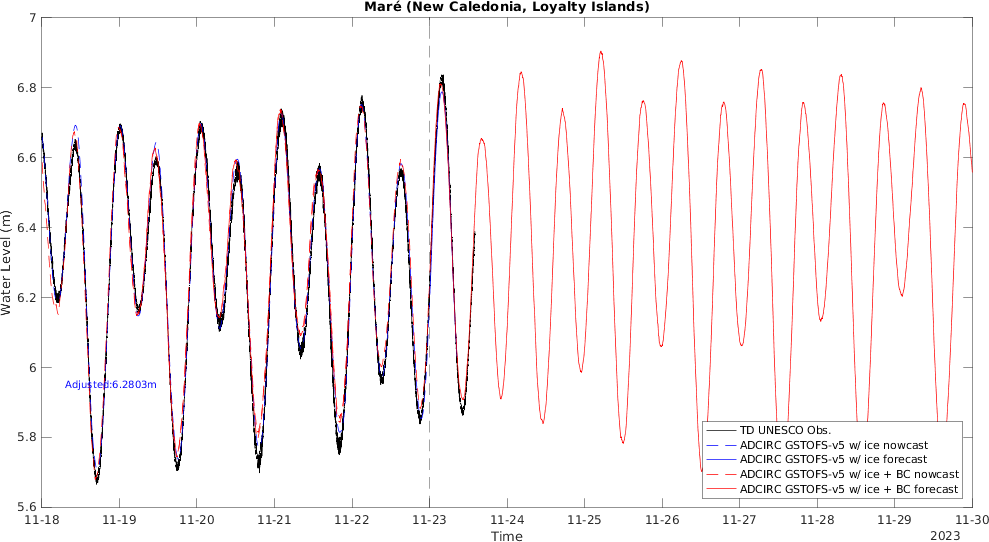 Maré (New Caledonia, Loyalty Islands)
7
6.8
6.6
6.4
6.2
6
5.8
5.6
Water Level (m)
Adjusted:6.2803m
TD UNESCO Obs.
ADCIRC GSTOFS-v5 w/ ice nowcast
ADCIRC GSTOFS-v5 w/ ice forecast
ADCIRC GSTOFS-v5 w/ ice + BC nowcast
ADCIRC GSTOFS-v5 w/ ice + BC forecast
11-18 11-19 11-20 11-21 11-22 11-23 11-24 11-25 11-26 11-27 11-28 11-29 11-30
Time
2023